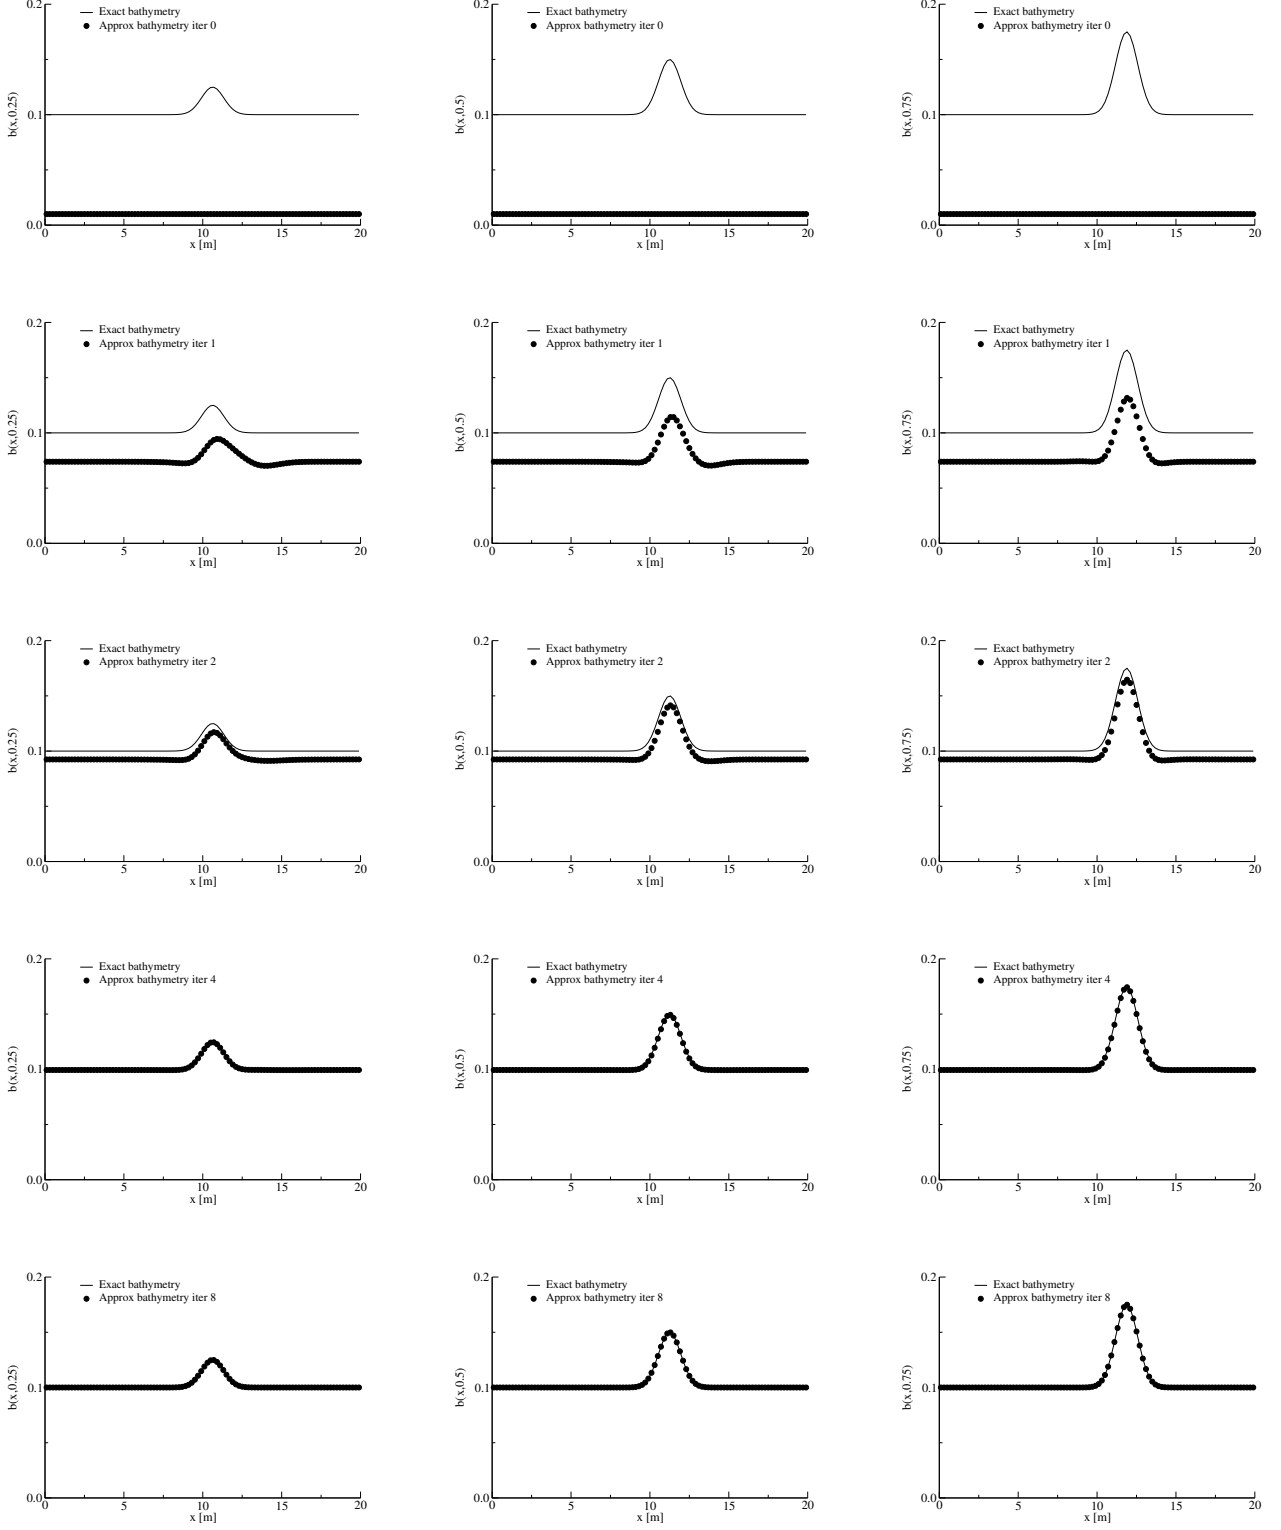 0.2
Exact bathymetry
Approx bathymetry iter 0
b(x,0.25)
0.1
0.0
0 5 10 15 20
x [m]
0.2
Exact bathymetry
Approx bathymetry iter 0
b(x,0.5)
0.1
0.0
0 5 10 15 20
x [m]
0.2
Exact bathymetry
Approx bathymetry iter 0
b(x,0.75)
0.1
0.0
0 5 10 15 20
x [m]
0.2
Exact bathymetry
Approx bathymetry iter 1
b(x,0.25)
0.1
0.0
0 5 10 15 20
x [m]
0.2
Exact bathymetry
Approx bathymetry iter 1
b(x,0.5)
0.1
0.0
0 5 10 15 20
x [m]
0.2
Exact bathymetry
Approx bathymetry iter 1
b(x,0.75)
0.1
0.0
0 5 10 15 20
x [m]
0.2
Exact bathymetry
Approx bathymetry iter 2
b(x,0.25)
0.1
0.0
0 5 10 15 20
x [m]
0.2
Exact bathymetry
Approx bathymetry iter 2
b(x,0.5)
0.1
0.0
0 5 10 15 20
x [m]
0.2
Exact bathymetry
Approx bathymetry iter 2
b(x,0.75)
0.1
0.0
0 5 10 15 20
x [m]
0.2
Exact bathymetry
Approx bathymetry iter 4
b(x,0.25)
0.1
0.0
0 5 10 15 20
x [m]
0.2
Exact bathymetry
Approx bathymetry iter 4
b(x,0.5)
0.1
0.0
0 5 10 15 20
x [m]
0.2
Exact bathymetry
Approx bathymetry iter 4
b(x,0.75)
0.1
0.0
0 5 10 15 20
x [m]
0.2
Exact bathymetry
Approx bathymetry iter 8
b(x,0.25)
0.1
0.0
0 5 10 15 20
x [m]
0.2
Exact bathymetry
Approx bathymetry iter 8
b(x,0.5)
0.1
0.0
0 5 10 15 20
x [m]
0.2
Exact bathymetry
Approx bathymetry iter 8
b(x,0.75)
0.1
0.0
0 5 10 15 20
x [m]